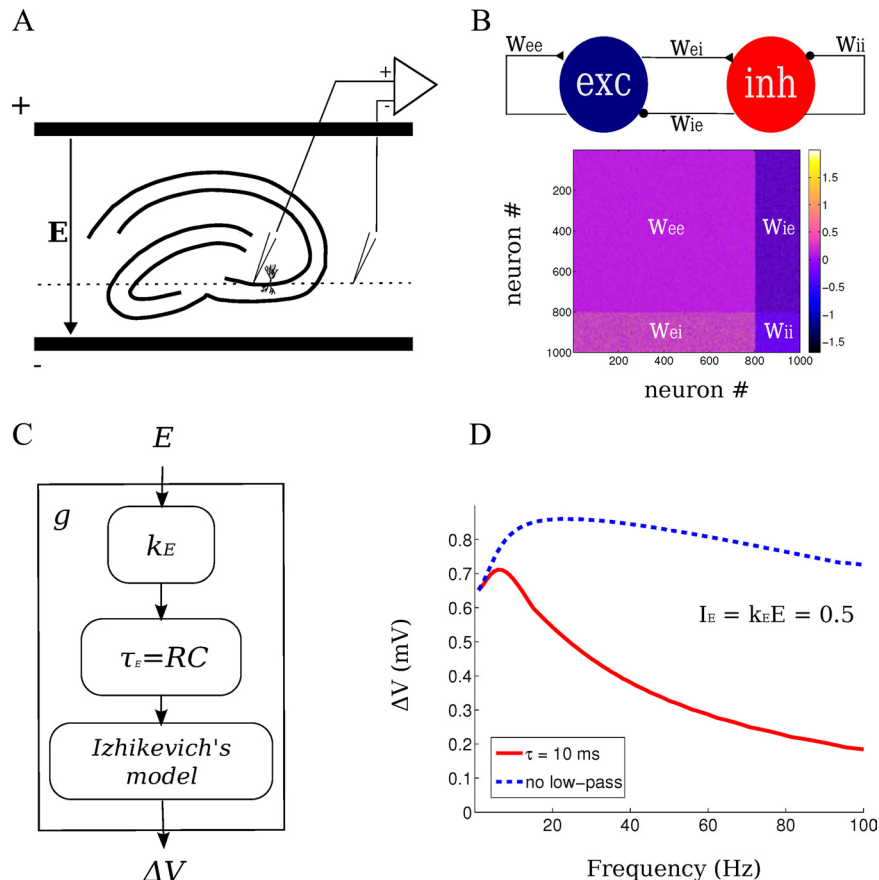 A
+
E
-
+
-
B
Wee
Wei
Wii
exc
inh
Wie
neuron #
200
400
600
800
1000
Wee
Wie
Wei
Wii
200
400
600
800
1000
neuron #
1.5
1
0.5
0
−0.5
−1
−1.5
C
E
g
kE
τE=RC
Izhikevich's
model
ΔV
D
ΔV (mV)
0.8
0.7
0.6
0.5
0.4
0.3
0.2
0.1
0
IE = kEE = 0.5
τ = 10 ms
no low−pass
20
40
60
80
100
Frequency (Hz)